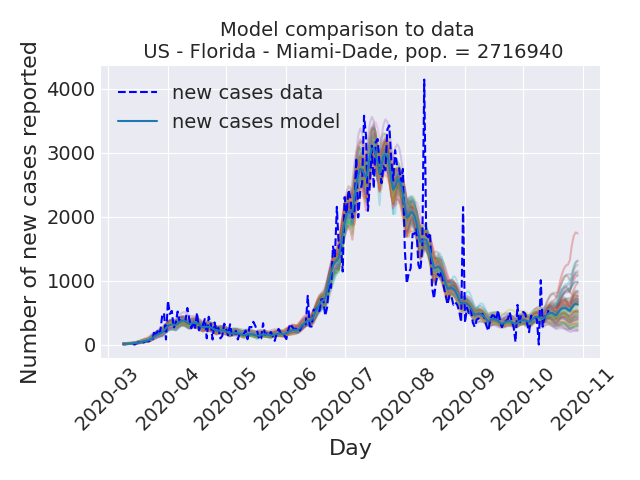 Model comparison to data
US - Florida - Miami-Dade, pop. = 2716940
Number of new cases reported
4000
3000
2000
1000
0
new cases data
new cases model
2020-03
2020-04
2020-05
2020-06
2020-07
2020-08
2020-09
2020-10
2020-11
Day